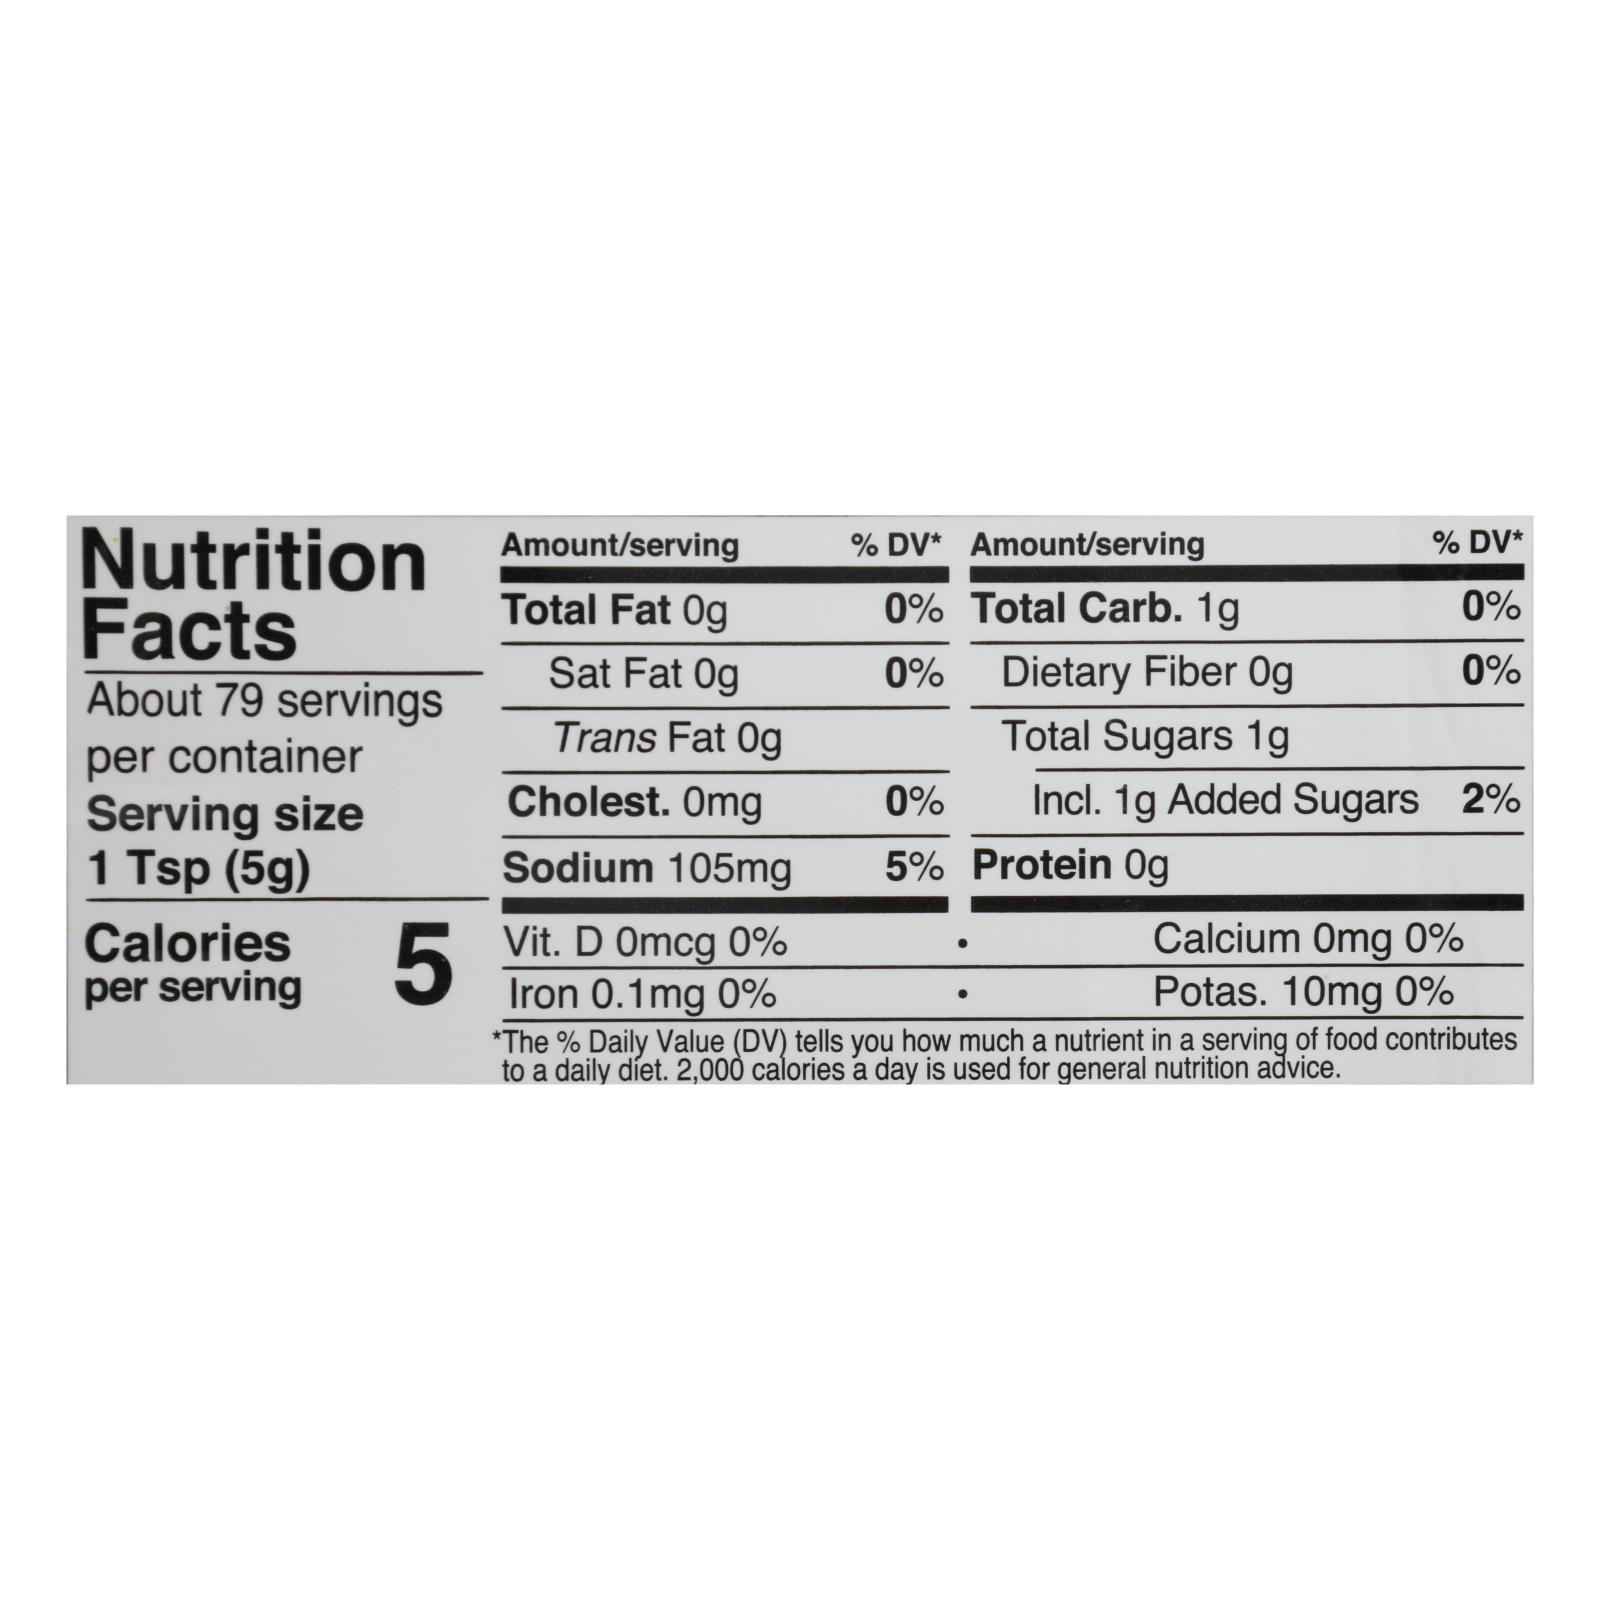 Nutrition
Facts
About 79 servings
per container
Serving size
1 Tsp (5g)
Calories
per serving 5
Amount/serving % DV*
Total Fat 0g 0%
Sat Fat 0g 0%
Trans Fat 0g
Cholest. 0mg 0%
Sodium 105mg 5%
Amount/serving % DV*
Total Carb. 1g 0%
Dietary Fiber 0g 0%
Total Sugars 1g
Incl. 1g Added Sugars 2%
Protein 0g
Vit. D 0mcg 0% • Calcium 0mg 0%
Iron 0.1mg 0% • Potas. 10mg 0%
*The % Daily Value (DV) tells you how much a nutrient in a serving of food contributes
to a daily diet. 2,000 calories a day is used for general nutrition advice.